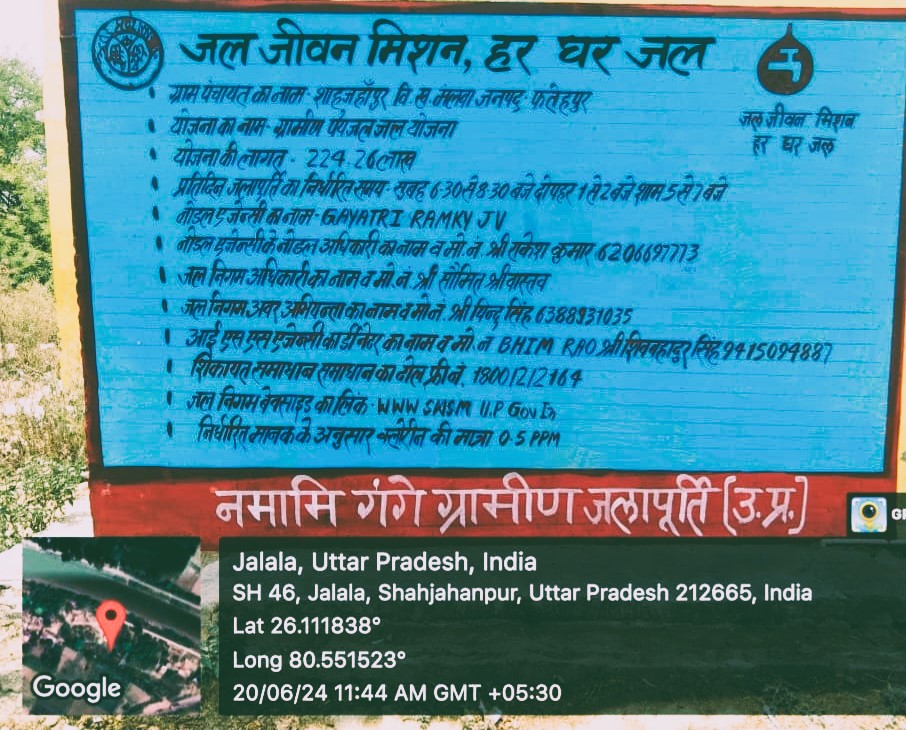 जल जीवन मिशन, हर घर जल
ग्राम पंचायत का नाम- शाहजहाँपुर वि. ख. मलवा जनपद फतेहपुर
योजना का नाम- ग्रामीण पेयजल जल योजना
योजना की लागत - 224.26 लाख
प्रतिदिन जलापूर्ति का निर्धारित समय- सुबह 6:30 से 8:30 बजे दोपहर 1 से 2 बजे शाम 5 से 7 बजे
नोडल एजेन्सी का नाम- GAYATRI RAMKY JV
नोडल एजेन्सी के नोडल अधिकारी का नाम व मो.नं. श्री राकेश कुमार 6206697773
जल निगम अधिकारी का नाम व मो.नं. श्री सौमित्र श्रीवास्तव
जल निगम अवर अभियन्ता का नाम व मो.नं. श्री सिंह 6388931035
आई एस एस एजेन्सी कार्डीनेटर का नाम व मो. न BHIM RAO श्री शिवबहादुर सिंह 9415094887
शिकायत समाधान समाधान का टोल फ्री नं. 1800/2/2164
जल निगम वेबसाइड का लिंक - WWW SWSM U.P Gov In
निर्धारित मानक के अनुसार क्लोरीन की मात्रा 0.5 PPM
जल जीवन मिशन
हर घर जल
नमामि गंगे ग्रामीण जलापूर्ति (उ.प्र.)
Jalala, Uttar Pradesh, India
SH 46, Jalala, Shahjahanpur, Uttar Pradesh 212665, India
Lat 26.111838°
Long 80.551523°
20/06/24 11:44 AM GMT +05:30
Google